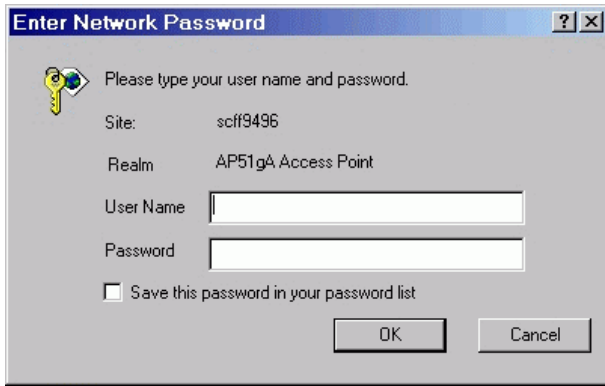 Enter Network Password
Please type your user name and password.
Site: scff9496
Realm AP51gA Access Point
User Name
Password
Save this password in your password list
OK Cancel